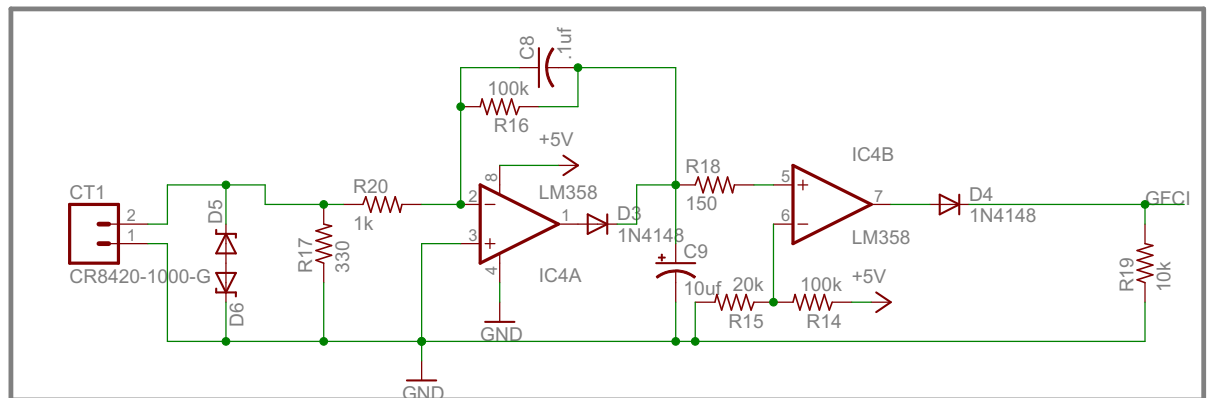 C8
.1uf
100k
R16
+5V
8
LM358
2
3
4
1
IC4A
D3
1N4148
GND
CT1
2
1
CR8420-1000-G
D5
D6
R17
330
R20
1k
GND
R18
150
C9
10uf
IC4B
5
6
7
LM358
D4
1N4148
GFCI
20k
R15
100k
R14
+5V
R19
10k